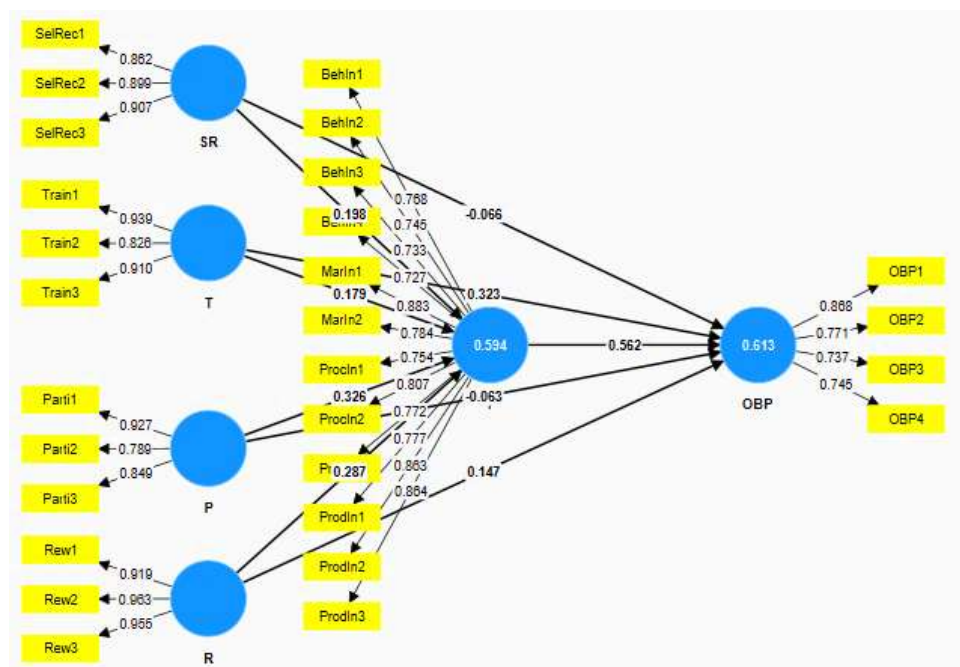 SelRec1
SelRec2
SelRec3
0.862
0.899
0.907
SR
Train1
Train2
Train3
0.939
0.826
0.910
T
Parti1
Parti2
Parti3
0.927
0.789
0.849
P
Rew1
Rew2
Rew3
0.919
0.963
0.955
R
BehIn1
BehIn2
BehIn3
BehIn4
MarIn1
MarIn2
ProcIn1
ProcIn2
ProdIn1
ProdIn2
ProdIn3
0.768
0.745
0.733
0.727
0.883
0.784
0.754
0.807
0.772
0.777
0.863
0.864
0.198
0.179
0.326
0.287
0.594
-0.066
0.323
0.562
-0.063
0.147
0.613
OBP
0.868
0.771
0.737
0.745
OBP1
OBP2
OBP3
OBP4